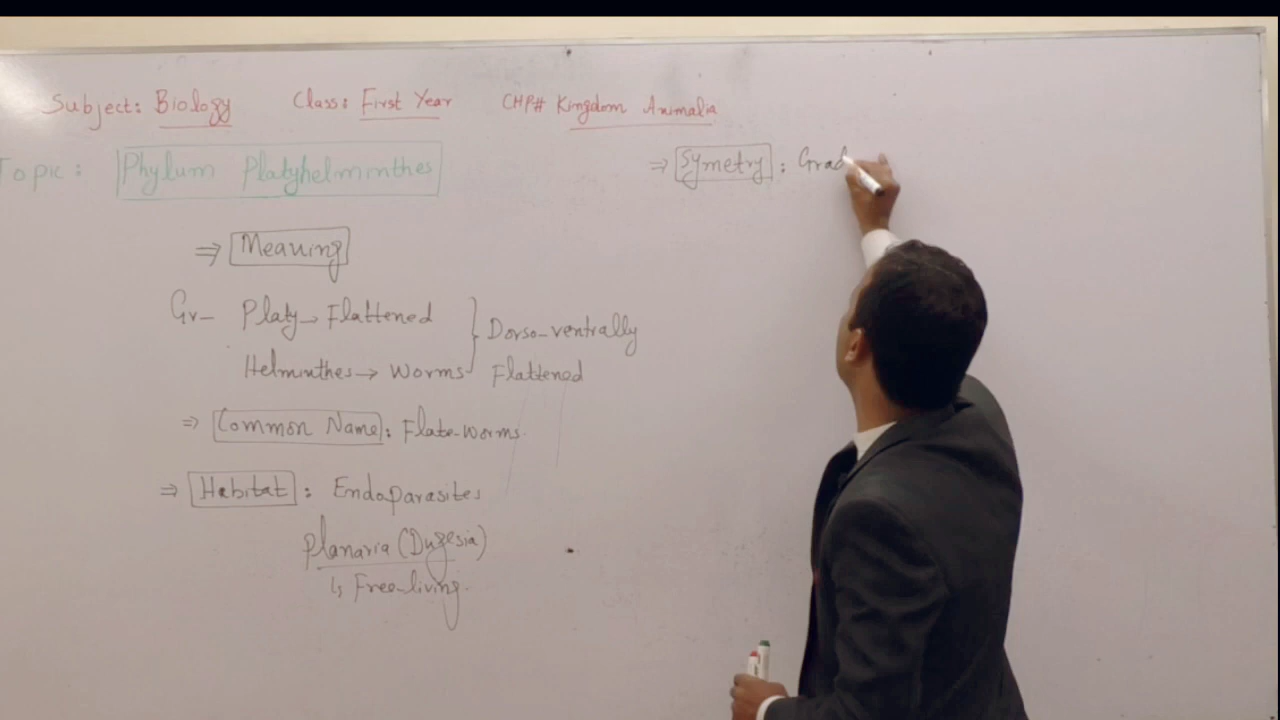 Subject: Biology Class: First Year CHP# Kingdom Animalia
Topic: Phylum Platyhelminthes
⇒ Meaning
Gr- Platy → Flattened } Dorso-ventrally
Helminthes → Worms Flattened
⇒ Common Name: Flate-worms.
⇒ Habitat: Endoparasites
Planaria (Dugesia)
↳ Free-living.
⇒ Symetry: Grad